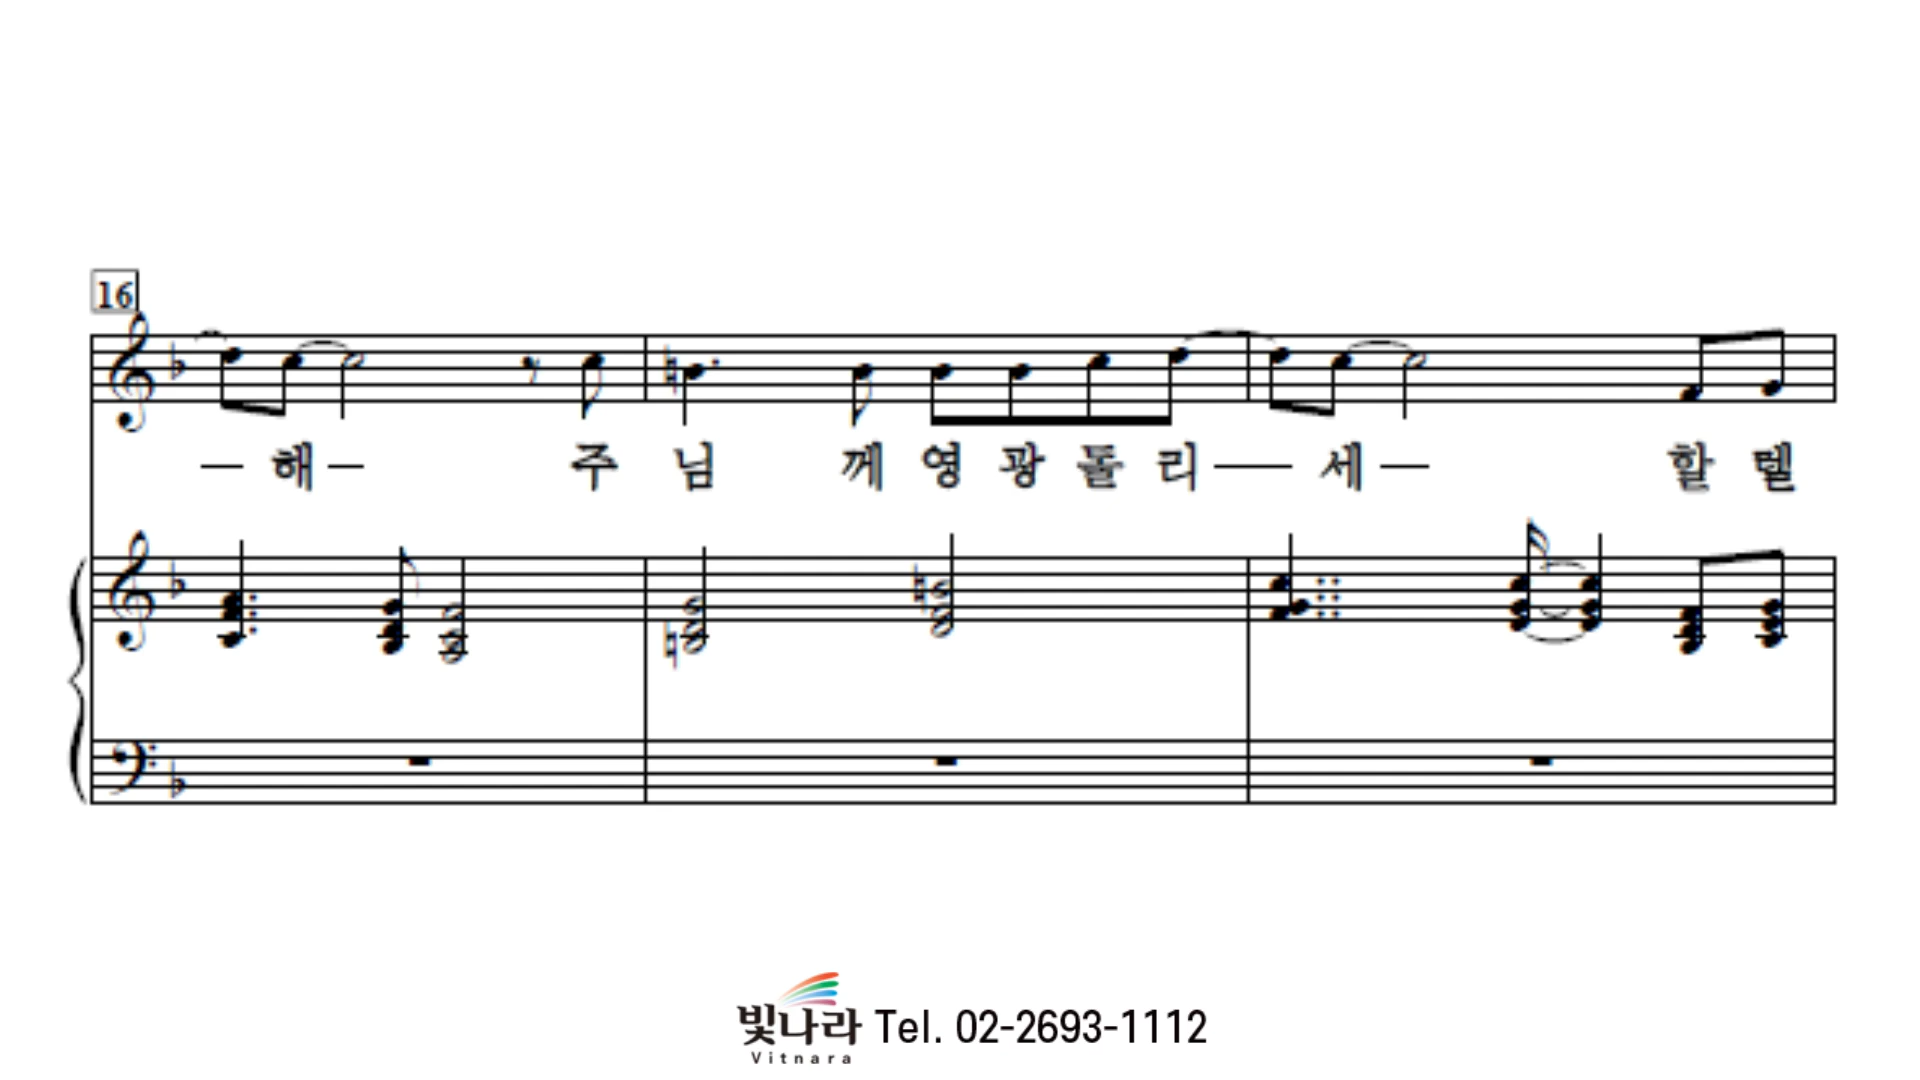 16
— 해 — 주 님 께 영 광 돌 리 — 세 — 할 렐
빛나라 Tel. 02-2693-1112
Vitnara